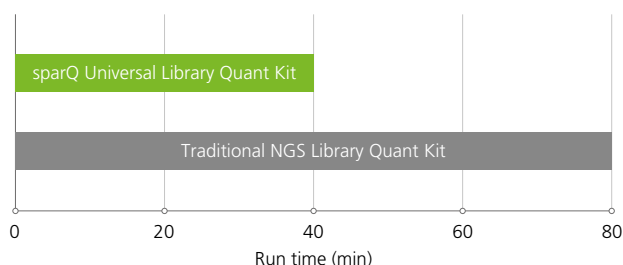 sparQ Universal Library Quant Kit
Traditional NGS Library Quant Kit
0 20 40 60 80
Run time (min)